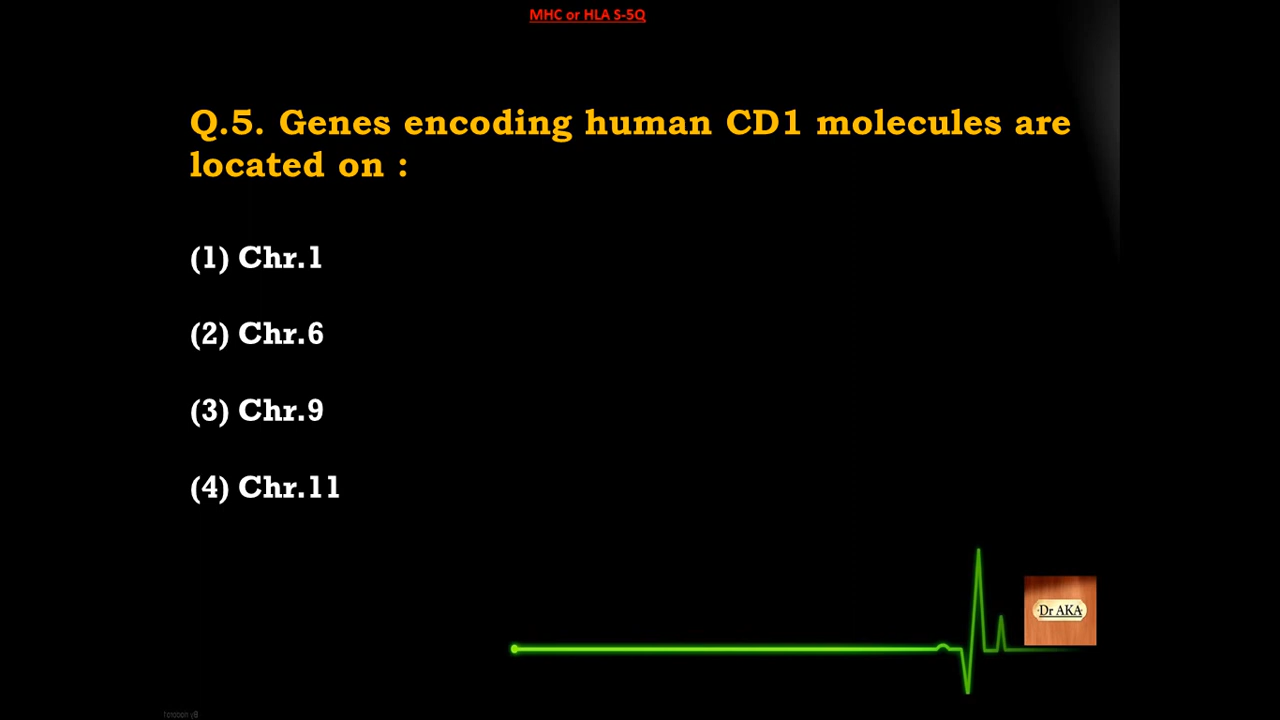 MHC or HLA S-5Q
Q.5. Genes encoding human CD1 molecules are
located on :
(1) Chr.1
(2) Chr.6
(3) Chr.9
(4) Chr.11
Dr AKA